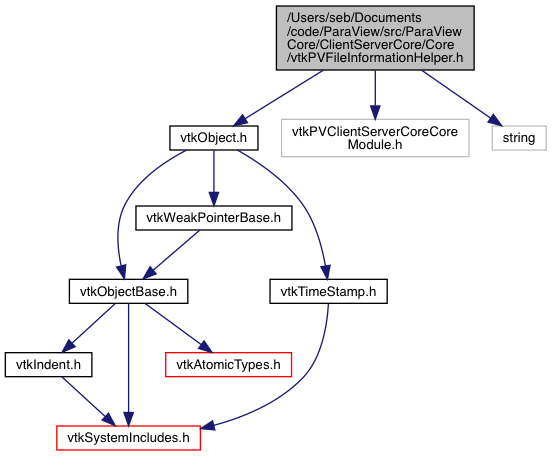 /Users/seb/Documents
/code/ParaView/src/ParaView
Core/ClientServerCore/Core
/vtkPVFileInformationHelper.h
vtkObject.h
vtkPVClientServerCoreCore
Module.h
string
vtkWeakPointerBase.h
vtkObjectBase.h
vtkTimeStamp.h
vtkIndent.h
vtkAtomicTypes.h
vtkSystemIncludes.h